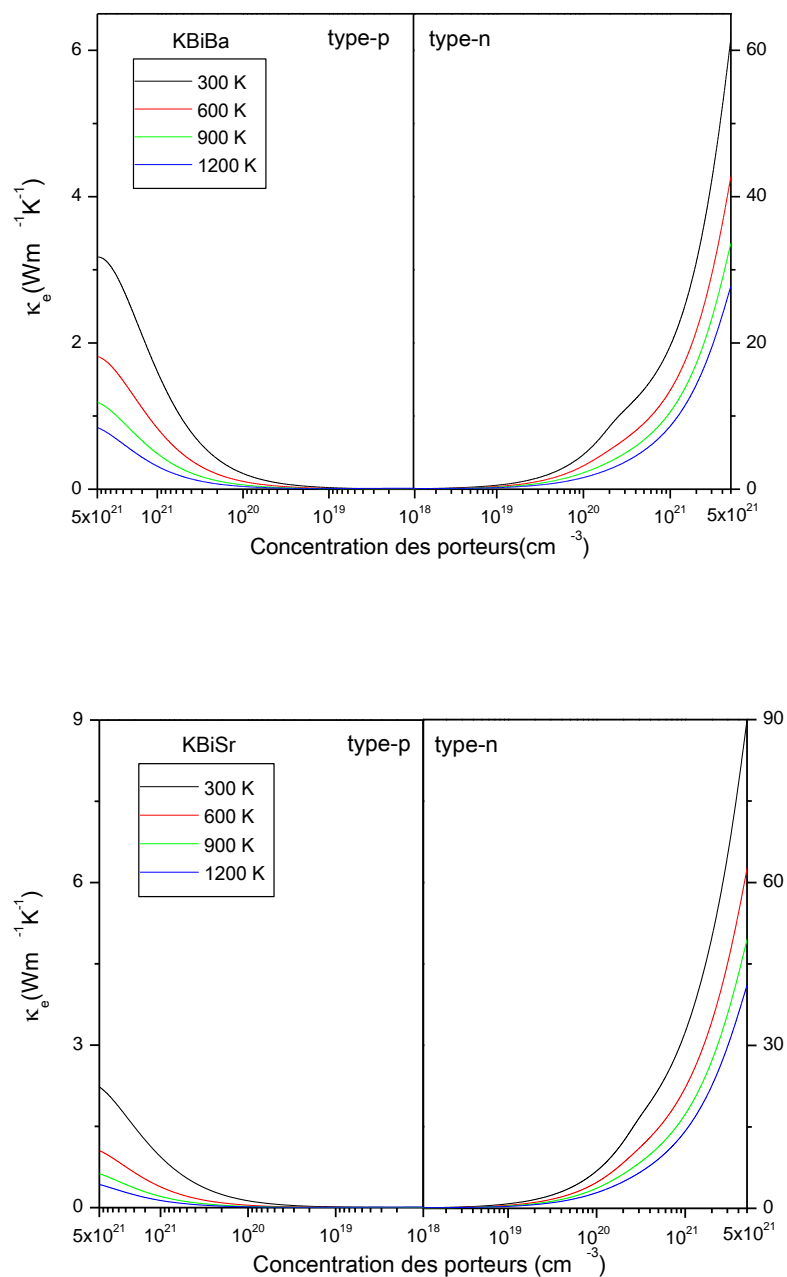 KBiBa
type-p
type-n
300 K
600 K
900 K
1200 K
6
4
2
0
60
40
20
0
κe(Wm-1K-1)
5x10^21 10^21 10^20 10^19 10^18 10^19 10^20 10^21 5x10^21
Concentration des porteurs(cm -3)
KBiSr
type-p
type-n
300 K
600 K
900 K
1200 K
9
6
3
0
90
60
30
0
κe(Wm-1K-1)
5x10^21 10^21 10^20 10^19 10^18 10^19 10^20 10^21 5x10^21
Concentration des porteurs (cm -3)